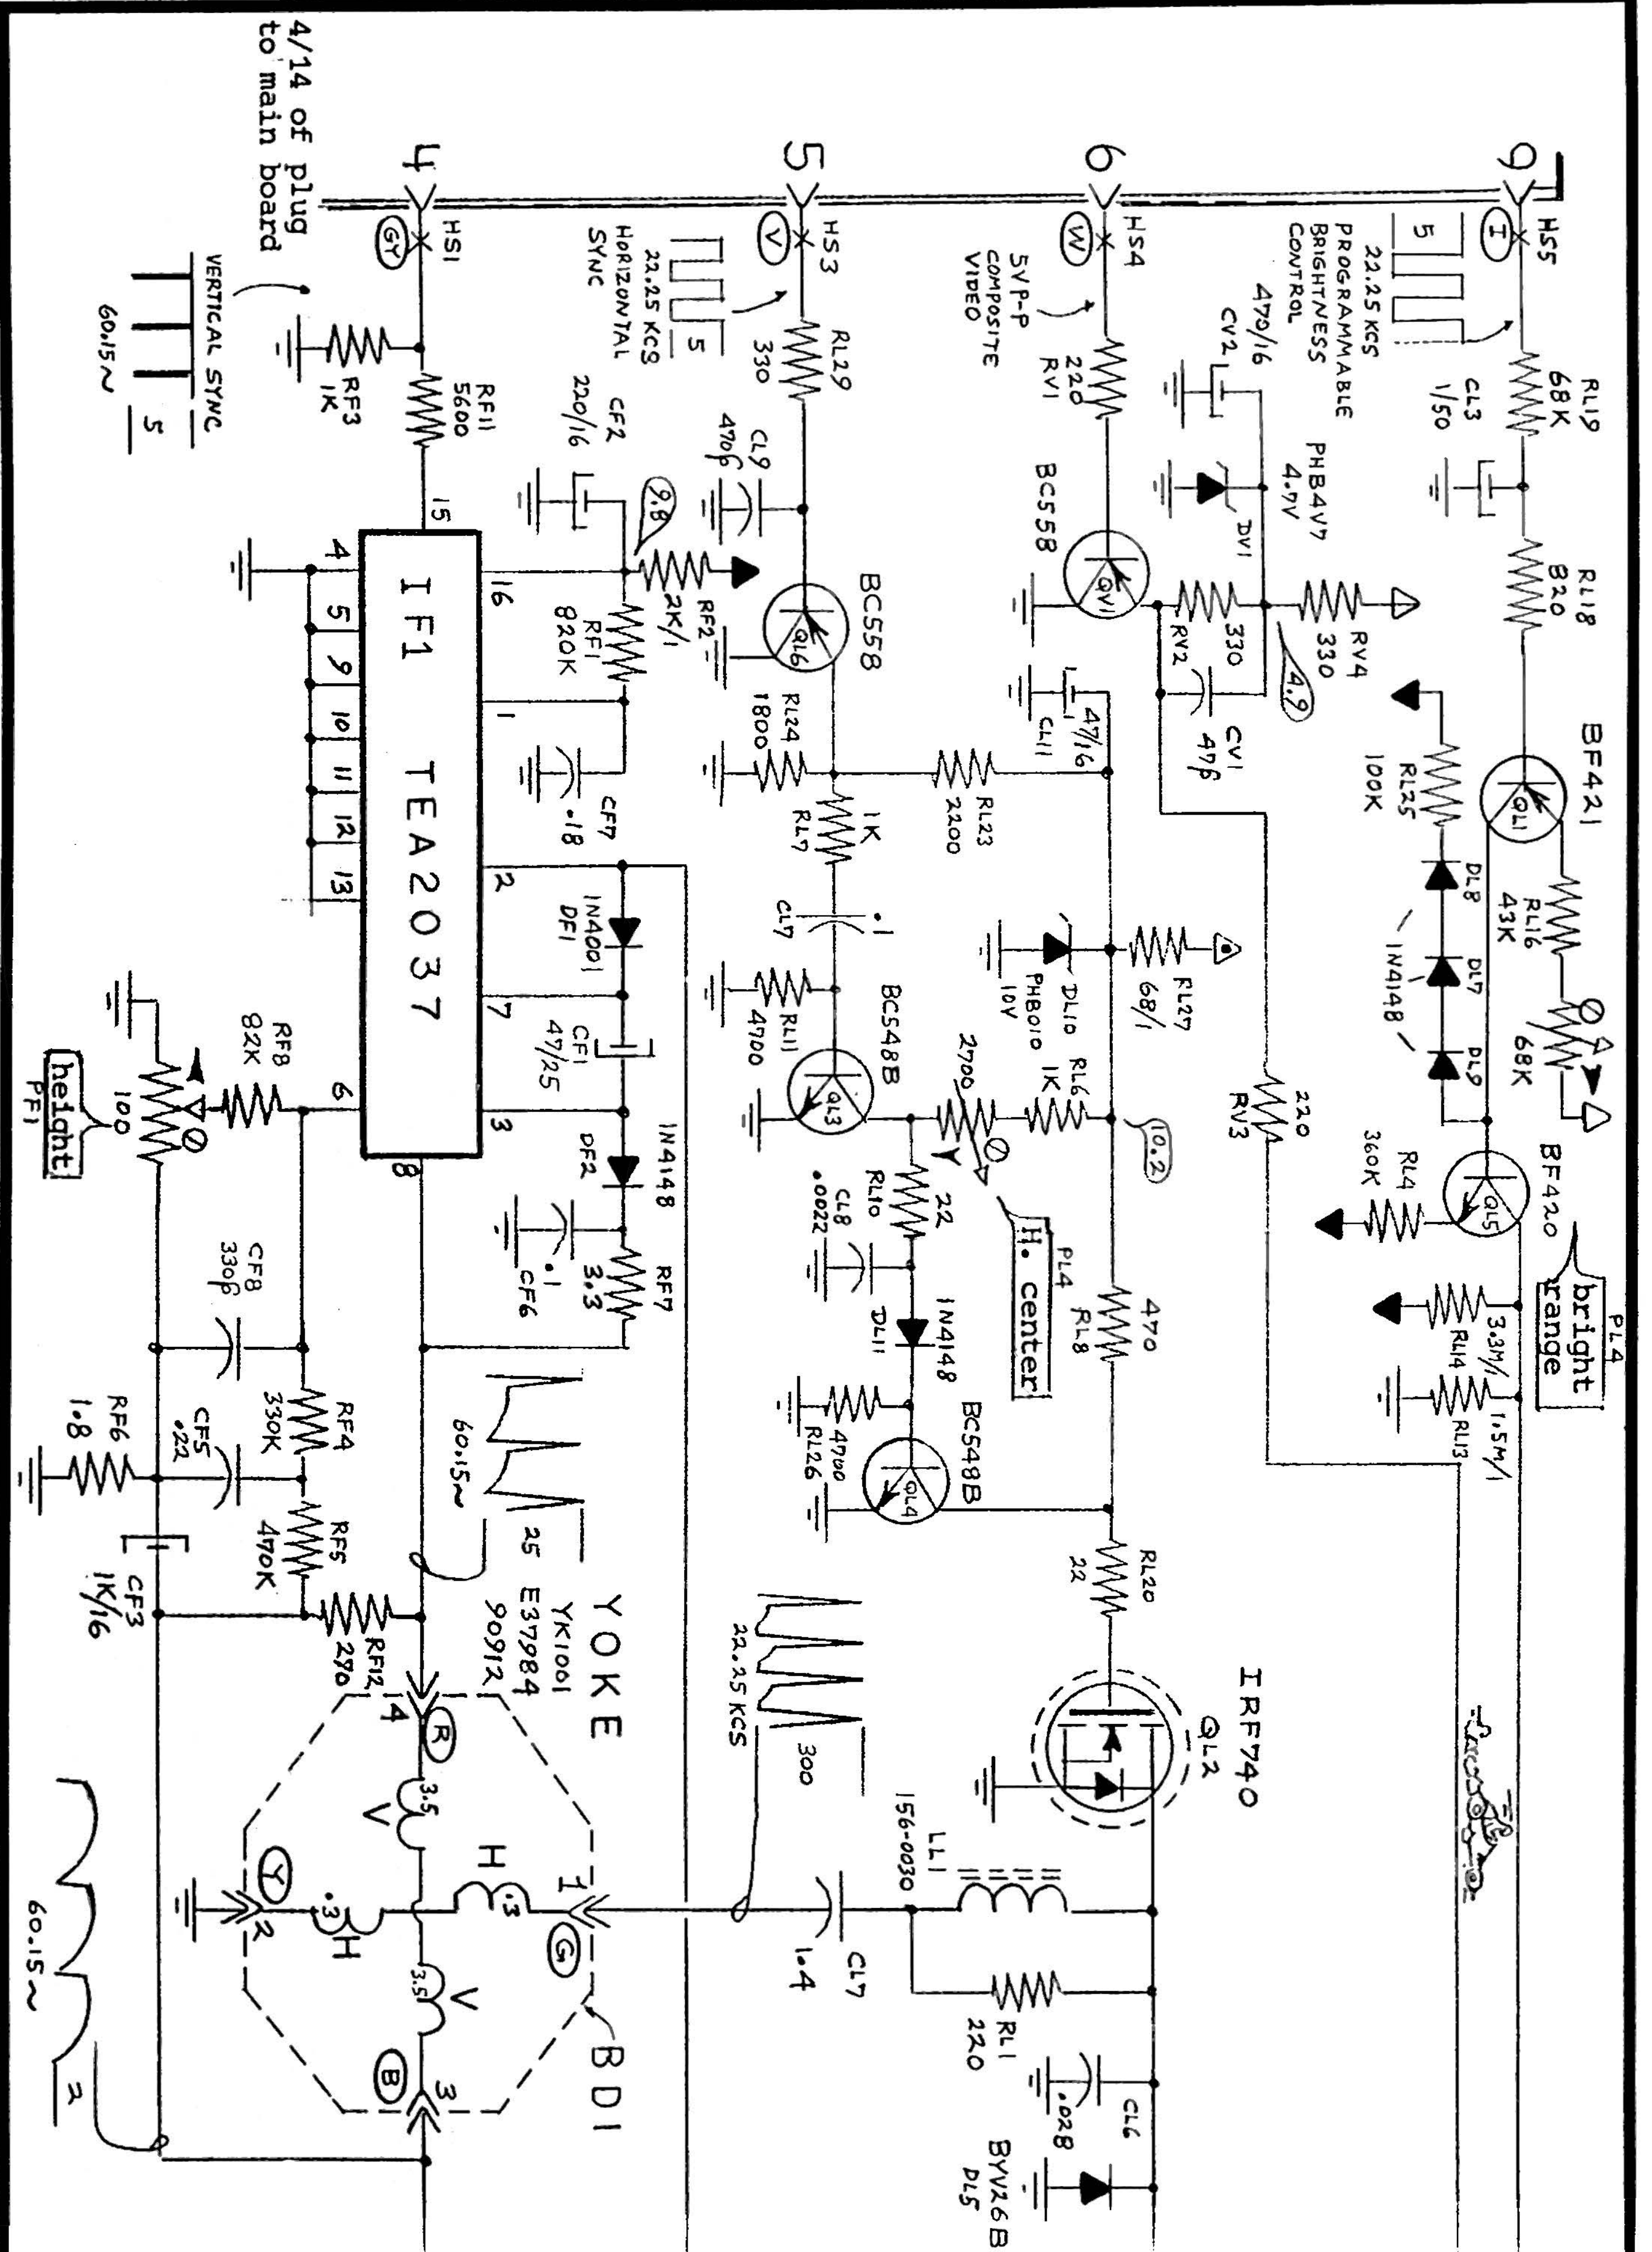 9
HS5
I
5
22.25 KCS
PROGRAMMABLE
BRIGHTNESS
CONTROL
RL19
68K
CL3
1/50
RL18
820
BF421
QL1
RL16
43K
68K
RL25
100K
DL8
DL7
DL9
1N4148
BF420
QL5
RL4
360K
PL4
bright
range
3.3M/1
RL14
1.5M/1
RL13
6
HS4
W
5VP-P
COMPOSITE
VIDEO
220
RV1
470/16
CV2
PHB4V7
4.7V
DV1
BC558
QV1
RV2
330
RV4
330
4.9
CV1
47p
220
RV3
47/16
CL11
RL23
2200
RL27
68/1
DL10
PHB010
10V
10.2
RL6
1K
2700
PL4
H. center
470
RL8
RL20
22
IRF740
QL2
5
HS3
V
22.25 KCS
HORIZONTAL
SYNC
5
RL29
330
CL9
470p
BC558
QL6
RL24
1800
1K
RL7
.1
CL7
RL11
4700
BC548B
QL3
22
RL10
CL8
.0022
1N4148
DL11
4700
RL26
BC548B
QL4
LL1
156-0030
RL1
220
CL6
.028
BYV26B
DL5
CL7
1.4
300
22.25 KCS
4
HS1
GY
4/14 of plug
to main board
VERTICAL SYNC
60.15~
5
RF3
1K
RF11
5600
CF2
220/16
9.8
RF2
2K/1
RF1
820K
CF7
.18
15
16
1
2
7
3
IF1 TEA2037
4
5
9
10
11
12
13
6
8
1N4001
DF1
CF1
47/25
DF2
1N4148
.1
CF6
RF7
3.3
RF8
82K
100
height
PF1
CF8
330p
RF4
330K
CF5
.22
RF6
1.8
RF5
470K
CF3
1K/16
RF12
270
25
60.15~
YOKE
YK1001
E37984
90912
BD1
4
R
3.5
V
H
.3
1
G
Y
2
.3
H
3.5
V
B
3
2
60.15~